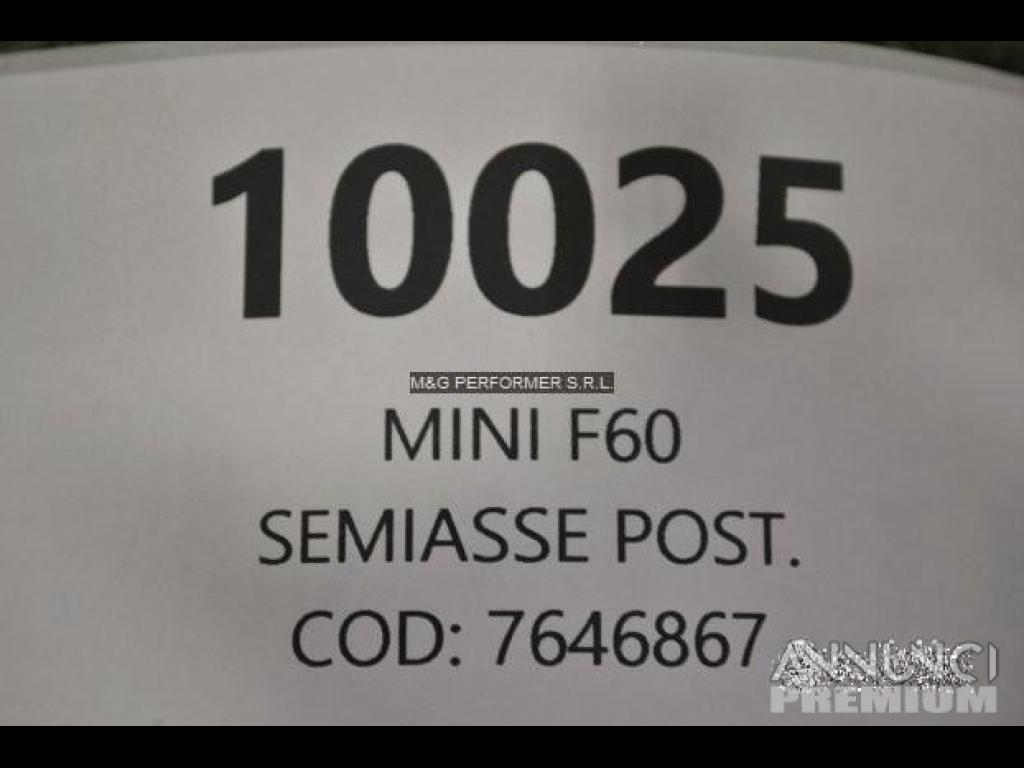 10025
M&G PERFORMER S.R.L.
MINI F60
SEMIASSE POST.
COD: 7646867
ANNUNCI
PREMIUM